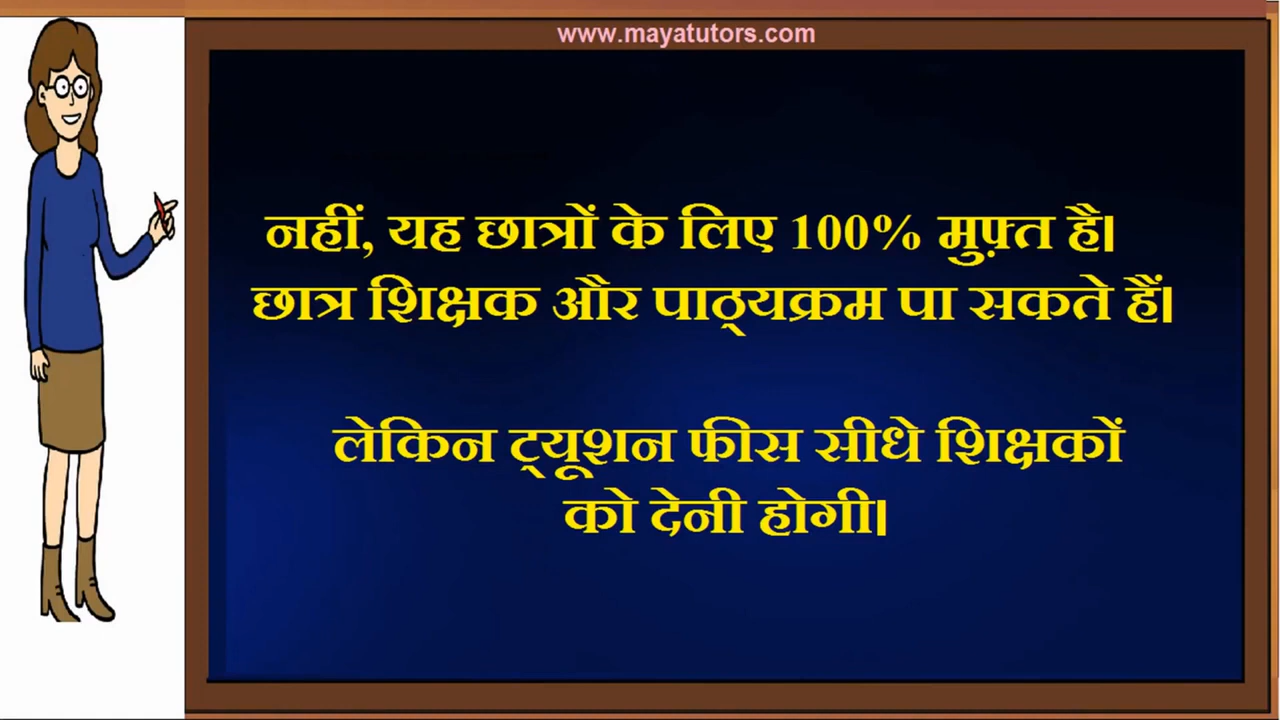 www.mayatutors.com
नहीं, यह छात्रों के लिए 100% मुफ़्त है।
छात्र शिक्षक और पाठ्यक्रम पा सकते हैं।
लेकिन ट्यूशन फीस सीधे शिक्षकों
को देनी होगी।